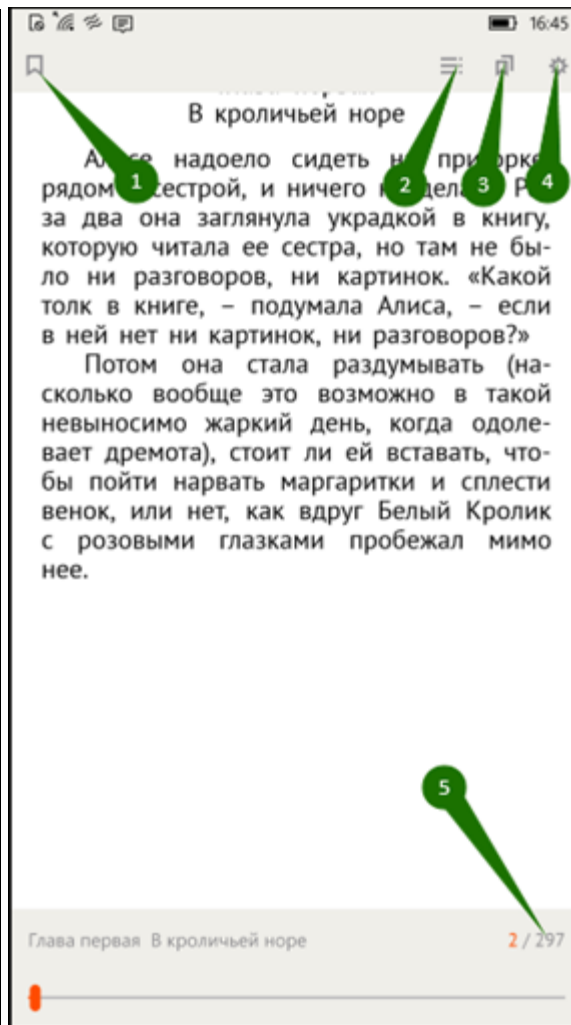 16:45
В кроличьей норе
надоело сидеть
рядом сестрой, и ничего
за два она заглянула украдкой в книгу,
которую читала ее сестра, но там не бы-
ло ни разговоров, ни картинок. «Какой
толк в книге, – подумала Алиса, – если
в ней нет ни картинок, ни разговоров?»
Потом она стала раздумывать (на-
сколько вообще это возможно в такой
невыносимо жаркий день, когда одоле-
вает дремота), стоит ли ей вставать, что-
бы пойти нарвать маргаритки и сплести
венок, или нет, как вдруг Белый Кролик
с розовыми глазками пробежал мимо
нее.
1
2
3
4
5
Глава первая В кроличьей норе
2 / 297